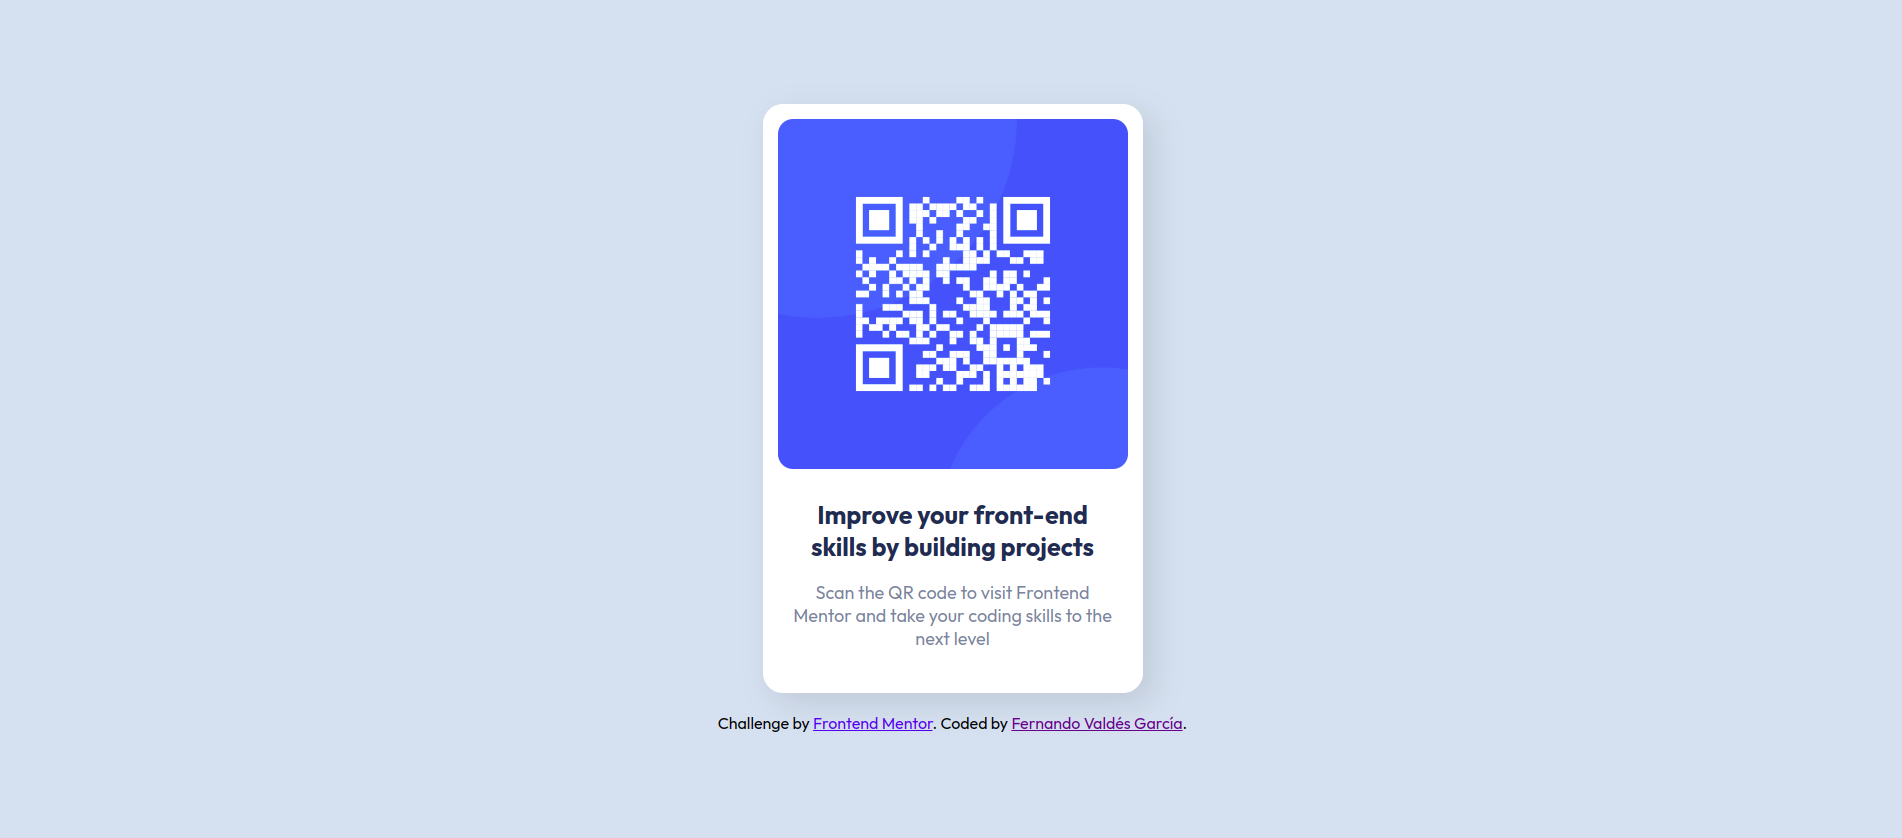 Improve your front-end
skills by building projects
Scan the QR code to visit Frontend
Mentor and take your coding skills to the
next level
Challenge by Frontend Mentor. Coded by Fernando Valdés García.